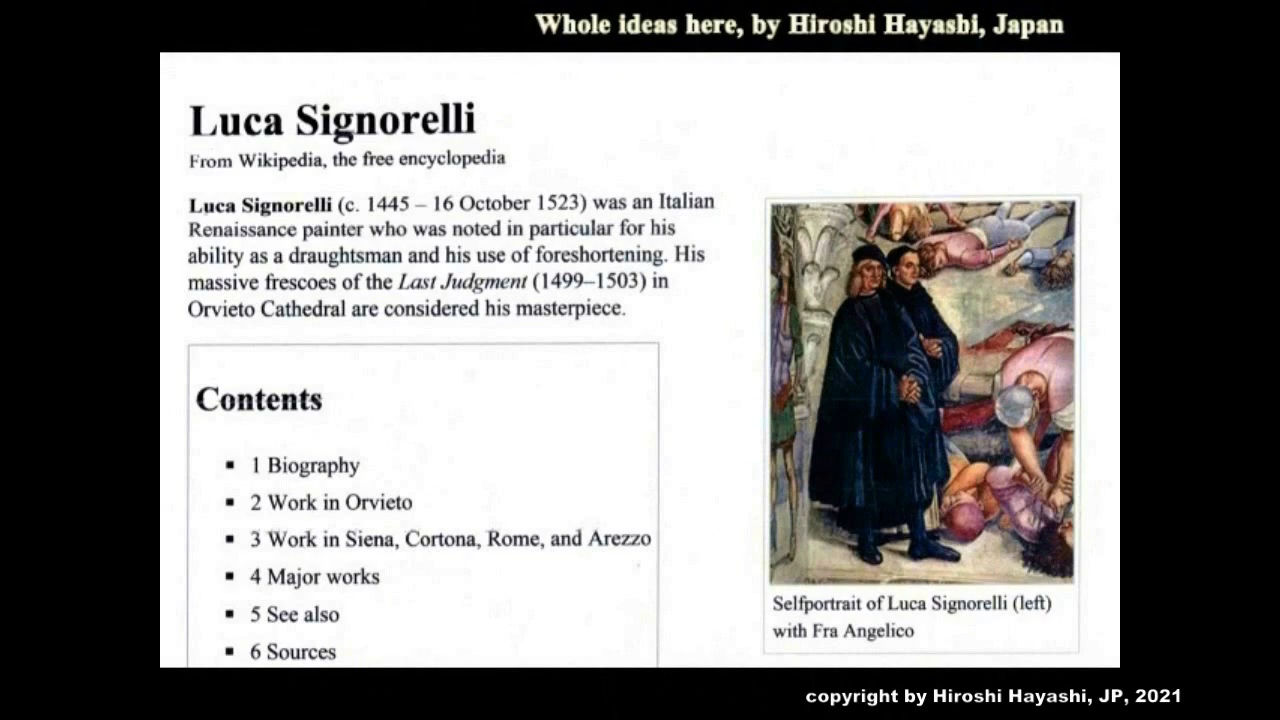 Whole ideas here, by Hiroshi Hayashi, Japan
Luca Signorelli
From Wikipedia, the free encyclopedia
Luca Signorelli (c. 1445 – 16 October 1523) was an Italian
Renaissance painter who was noted in particular for his
ability as a draughtsman and his use of foreshortening. His
massive frescoes of the Last Judgment (1499–1503) in
Orvieto Cathedral are considered his masterpiece.
Contents
▪ 1 Biography
▪ 2 Work in Orvieto
▪ 3 Work in Siena, Cortona, Rome, and Arezzo
▪ 4 Major works
▪ 5 See also
▪ 6 Sources
Selfportrait of Luca Signorelli (left)
with Fra Angelico
copyright by Hiroshi Hayashi, JP, 2021